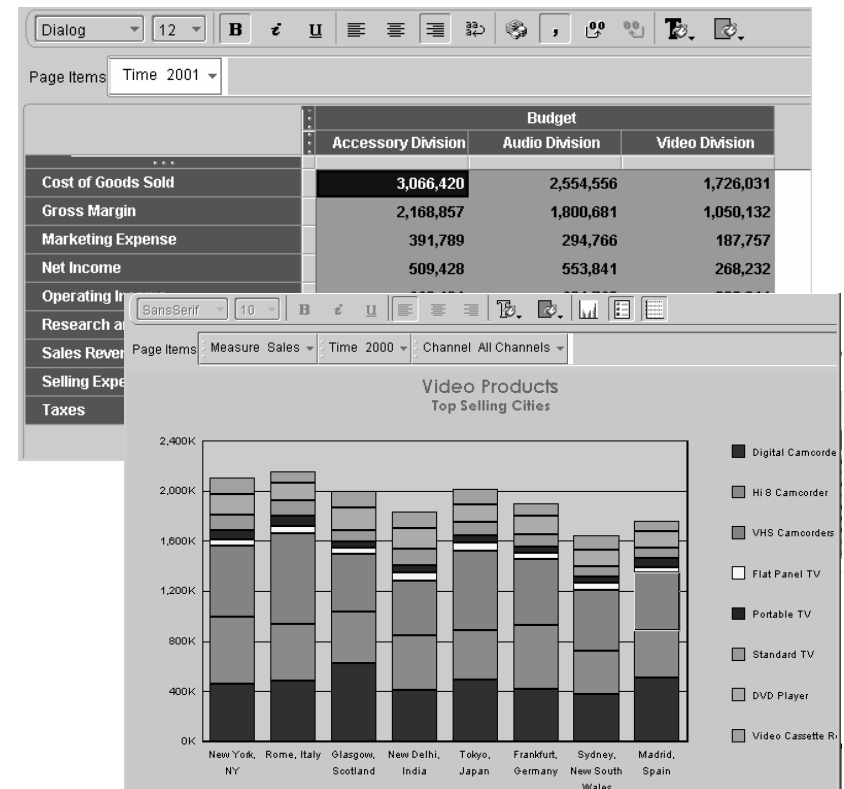 Dialog 12 B i U
Page Items Time 2001
Budget
Accessory Division Audio Division Video Division
Cost of Goods Sold 3,066,420 2,554,556 1,726,031
Gross Margin 2,168,857 1,800,681 1,050,132
Marketing Expense 391,789 294,766 187,757
Net Income 509,428 553,841 268,232
Operating
Research
Sales
Selling
Taxes
SansSerif 10 B i U
Page Items Measure Sales Time 2000 Channel All Channels
Video Products
Top Selling Cities
2,400K
2,000K
1,600K
1,200K
800K
400K
0K
New York, NY
Rome, Italy
Glasgow, Scotland
New Delhi, India
Tokyo, Japan
Frankfurt, Germany
Sydney, New South Wales
Madrid, Spain
Digital Camcorde
Hi 8 Camcorder
VHS Camcorders
Flat Panel TV
Portable TV
Standard TV
DVD Player
Video Cassette R